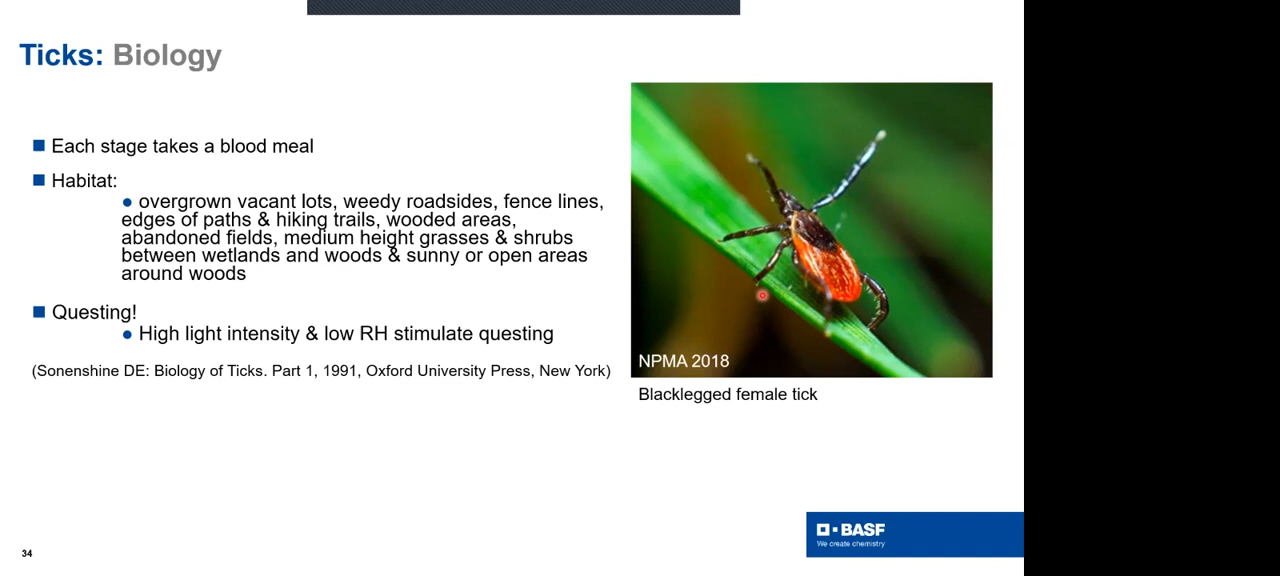 Ticks: Biology
Each stage takes a blood meal
Habitat:
overgrown vacant lots, weedy roadsides, fence lines,
edges of paths & hiking trails, wooded areas,
abandoned fields, medium height grasses & shrubs
between wetlands and woods & sunny or open areas
around woods
Questing!
High light intensity & low RH stimulate questing
(Sonenshine DE: Biology of Ticks. Part 1, 1991, Oxford University Press, New York)
NPMA 2018
Blacklegged female tick
BASF
We create chemistry
34